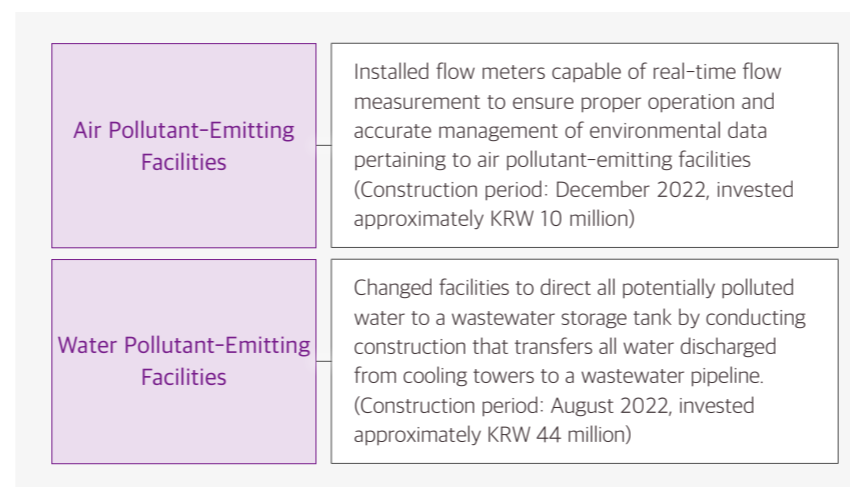 Air Pollutant-Emitting
Facilities
Installed flow meters capable of real-time flow
measurement to ensure proper operation and
accurate management of environmental data
pertaining to air pollutant-emitting facilities
(Construction period: December 2022, invested
approximately KRW 10 million)
Water Pollutant-Emitting
Facilities
Changed facilities to direct all potentially polluted
water to a wastewater storage tank by conducting
construction that transfers all water discharged
from cooling towers to a wastewater pipeline.
(Construction period: August 2022, invested
approximately KRW 44 million)